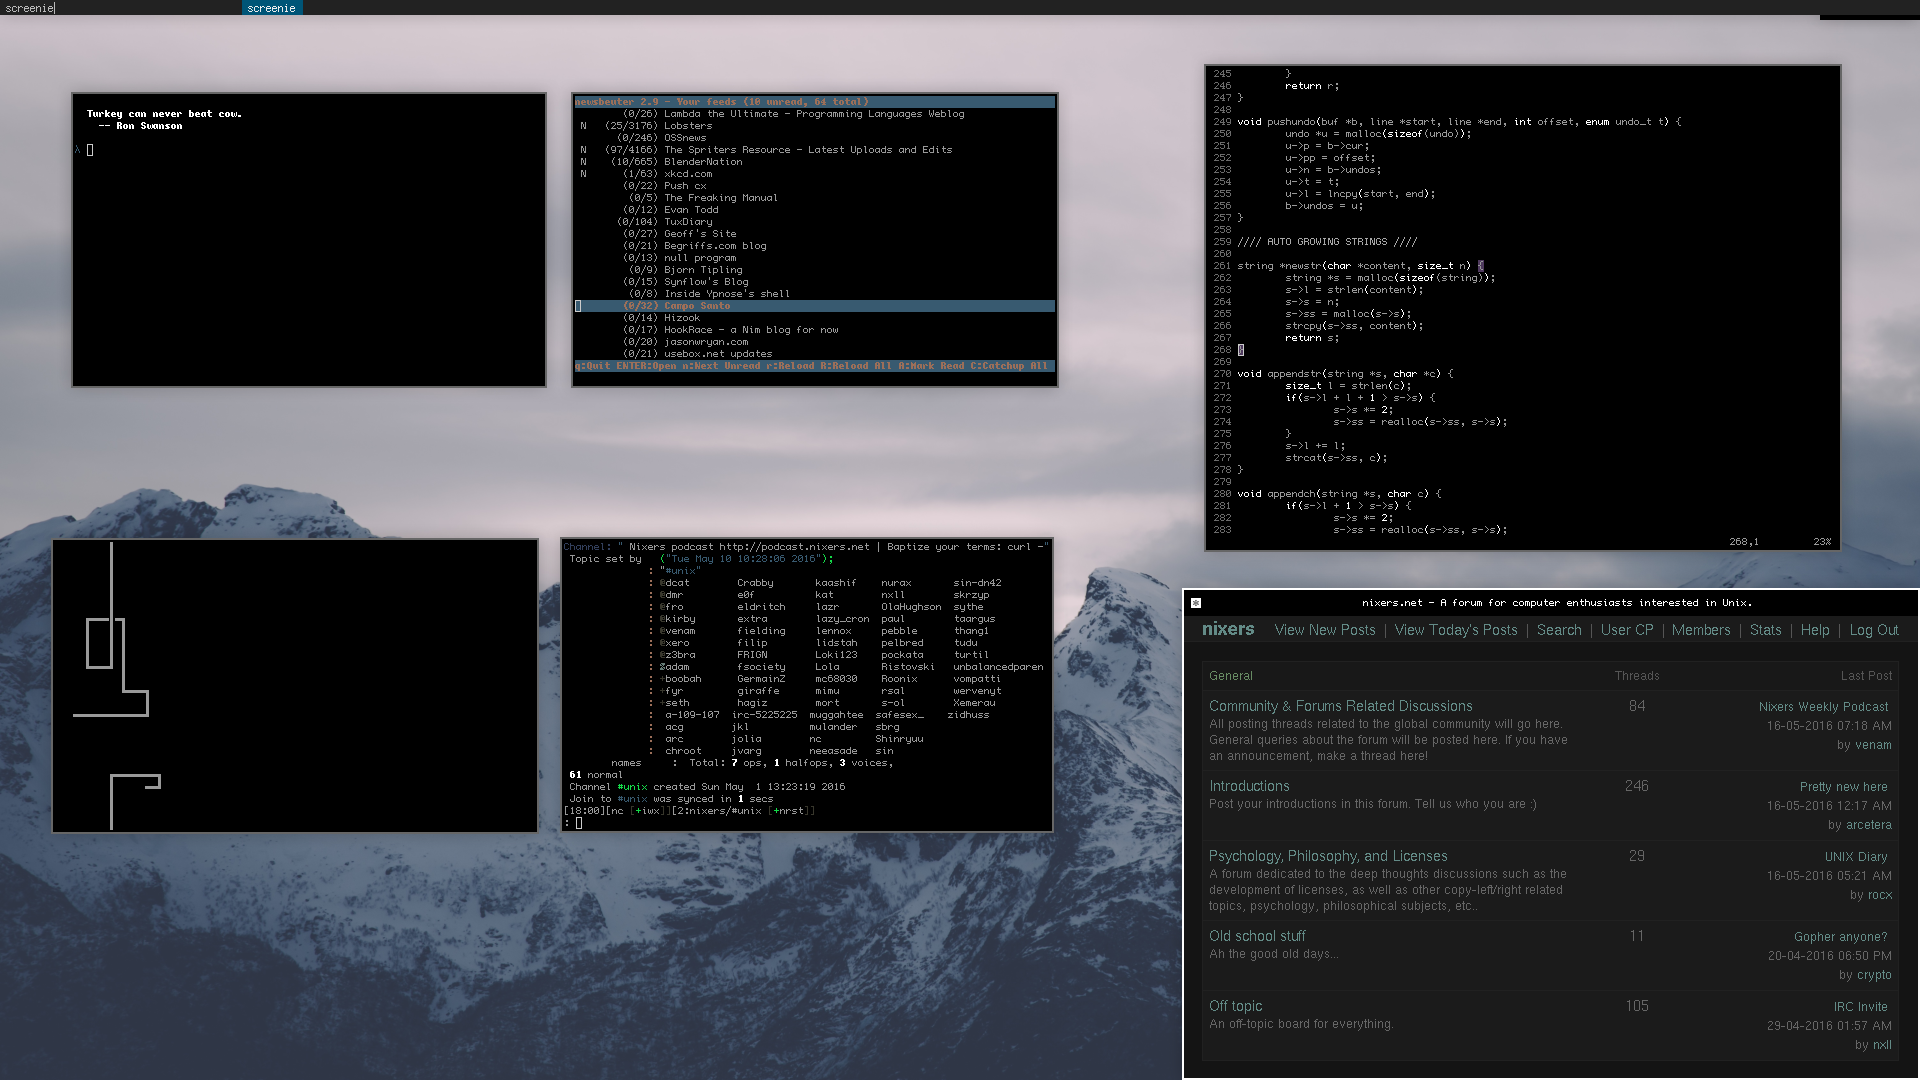 screenie screenie
Turkey can never beat cow.
-- Ron Swanson
λ
newsbeuter 2.9 - Your feeds (10 unread, 64 total)
(0/26) Lambda the Ultimate - Programming Languages Weblog
N (25/3176) Lobsters
(0/246) OSSnews
N (97/4166) The Spriters Resource - Latest Uploads and Edits
N (10/665) BlenderNation
N (1/63) xkcd.com
(0/22) Push cx
(0/5) The Freaking Manual
(0/12) Evan Todd
(0/104) TuxDiary
(0/27) Geoff's Site
(0/21) Begriffs.com blog
(0/13) null program
(0/9) Bjorn Tipling
(0/15) Synflow's Blog
(0/8) Inside Ypnose's shell
(0/32) Campo Santo
(0/14) Hizook
(0/17) HookRace - a Nim blog for now
(0/20) jasonwryan.com
(0/21) usebox.net updates
q:Quit ENTER:Open n:Next Unread r:Reload R:Reload All A:Mark Read C:Catchup All
245 }
246 return r;
247 }
248
249 void pushundo(buf *b, line *start, line *end, int offset, enum undo_t t) {
250 undo *u = malloc(sizeof(undo));
251 u->p = b->cur;
252 u->pp = offset;
253 u->n = b->undos;
254 u->t = t;
255 u->l = lncpy(start, end);
256 b->undos = u;
257 }
258
259 //// AUTO GROWING STRINGS ////
260
261 string *newstr(char *content, size_t n) {
262 string *s = malloc(sizeof(string));
263 s->l = strlen(content);
264 s->s = n;
265 s->ss = malloc(s->s);
266 strcpy(s->ss, content);
267 return s;
268 }
269
270 void appendstr(string *s, char *c) {
271 size_t l = strlen(c);
272 if(s->l + l + 1 > s->s) {
273 s->s *= 2;
274 s->ss = realloc(s->ss, s->s);
275 }
276 s->l += l;
277 strcat(s->ss, c);
278 }
279
280 void appendch(string *s, char c) {
281 if(s->l + 1 > s->s) {
282 s->s *= 2;
283 s->ss = realloc(s->ss, s->s);
268,1 23%
Channel: " Nixers podcast http://podcast.nixers.net | Baptize your terms: curl -"
Topic set by ("Tue May 10 10:28:06 2016");
: "#unix"
: @dcat Crabby kaashif nurax sin-dn42
: @dmr e0f kat nxll skrzyp
: @fro eldritch lazr OlaHughson sythe
: @kirby extra lazy_cron paul taargus
: @venam fielding lennox pebble thang1
: @xero filip lidstah pelbred tudu
: @z3bra FRIGN Loki123 pockata turtil
: %adam fsociety Lola Ristovski unbalancedparen
: +boobah GermainZ mc68030 Roonix vompatti
: +fyr giraffe mimu rsal wervenyt
: +seth hagiz mort s-ol Xemerau
: a-109-107 irc-5225225 muggahtee safesex_ zidhuss
: acg jkl mulander sbrg
: arc jolia nc Shinryuu
: chroot jvarg neeasade sin
names : Total: 7 ops, 1 halfops, 3 voices,
61 normal
Channel #unix created Sun May 1 13:23:19 2016
Join to #unix was synced in 1 secs
[18:00][nc [+iwx]][2:nixers/#unix [+nrst]]
:
nixers.net - A forum for computer enthusiasts interested in Unix.
nixers View New Posts | View Today's Posts | Search | User CP | Members | Stats | Help | Log Out
General Threads Last Post
Community & Forums Related Discussions 84 Nixers Weekly Podcast
All posting threads related to the global community will go here. 16-05-2016 07:18 AM
General queries about the forum will be posted here. If you have by venam
an announcement, make a thread here!
Introductions 246 Pretty new here
Post your introductions in this forum. Tell us who you are :) 16-05-2016 12:17 AM
by arcetera
Psychology, Philosophy, and Licenses 29 UNIX Diary
A forum dedicated to the deep thoughts discussions such as the 16-05-2016 05:21 AM
development of licenses, as well as other copy-left/right related by rocx
topics, psychology, philosophical subjects, etc..
Old school stuff 11 Gopher anyone?
Ah the good old days... 20-04-2016 06:50 PM
by crypto
Off topic 105 IRC Invite
An off-topic board for everything. 29-04-2016 01:57 AM
by nxll